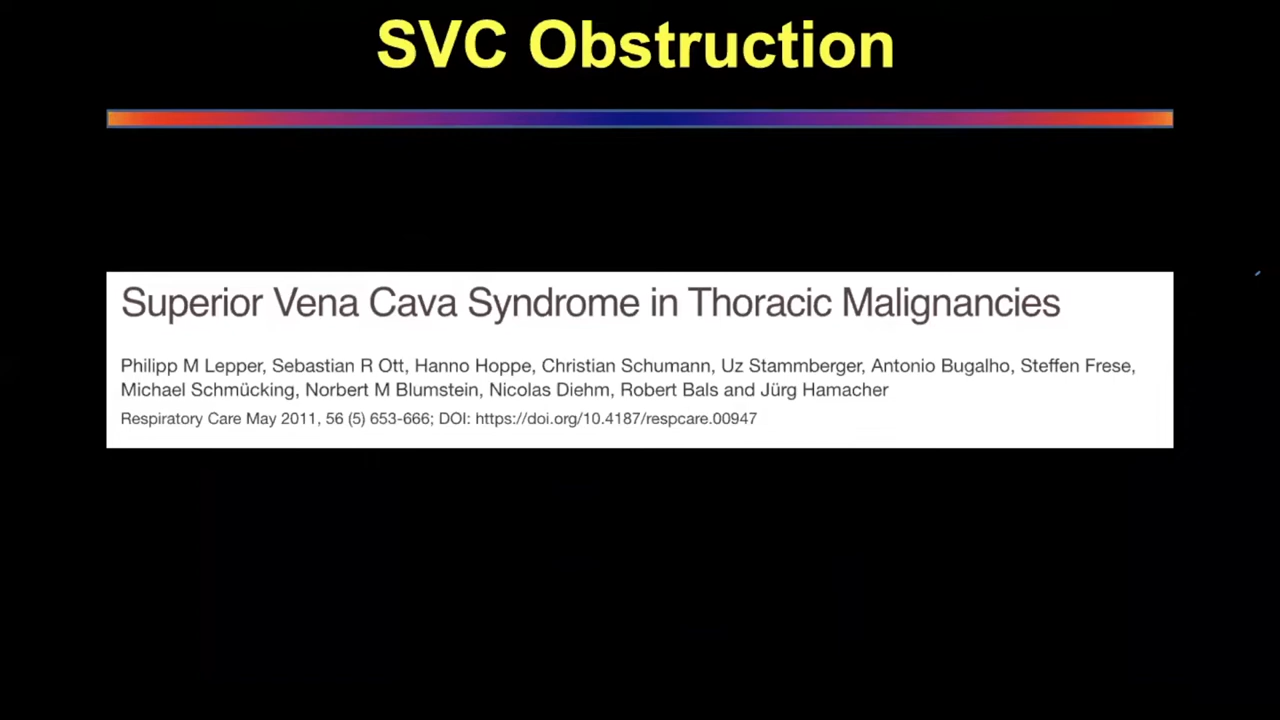 SVC Obstruction
Superior Vena Cava Syndrome in Thoracic Malignancies
Philipp M Lepper, Sebastian R Ott, Hanno Hoppe, Christian Schumann, Uz Stammberger, Antonio Bugalho, Steffen Frese,
Michael Schmücking, Norbert M Blumstein, Nicolas Diehm, Robert Bals and Jürg Hamacher
Respiratory Care May 2011, 56 (5) 653-666; DOI: https://doi.org/10.4187/respcare.00947